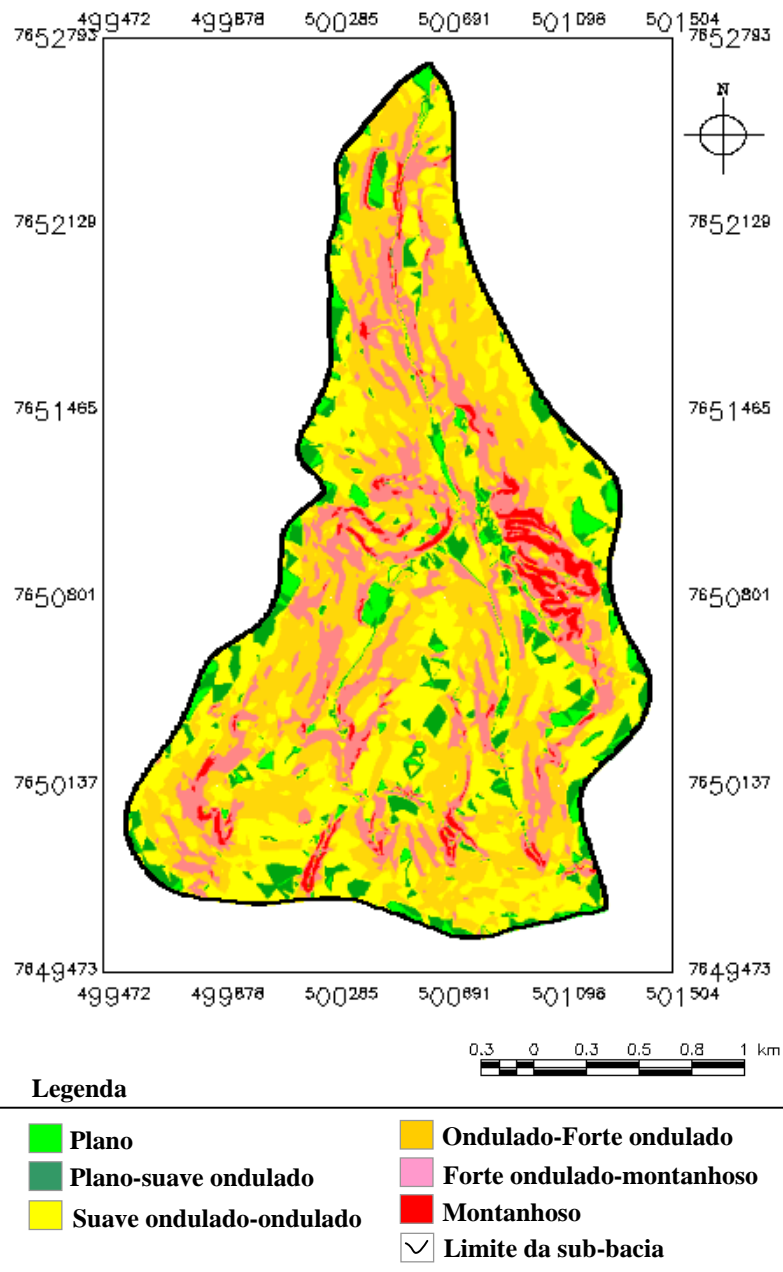 499472 499878 500285 500691 501098 501504
7652793 7652793
N
7652129 7652129
7651465 7651465
7650801 7650801
7650137 7650137
7649473 7649473
499472 499878 500285 500691 501098 501504
0.3 0 0.3 0.5 0.8 1 km
Legenda
Plano
Plano-suave ondulado
Suave ondulado-ondulado
Ondulado-Forte ondulado
Forte ondulado-montanhoso
Montanhoso
Limite da sub-bacia